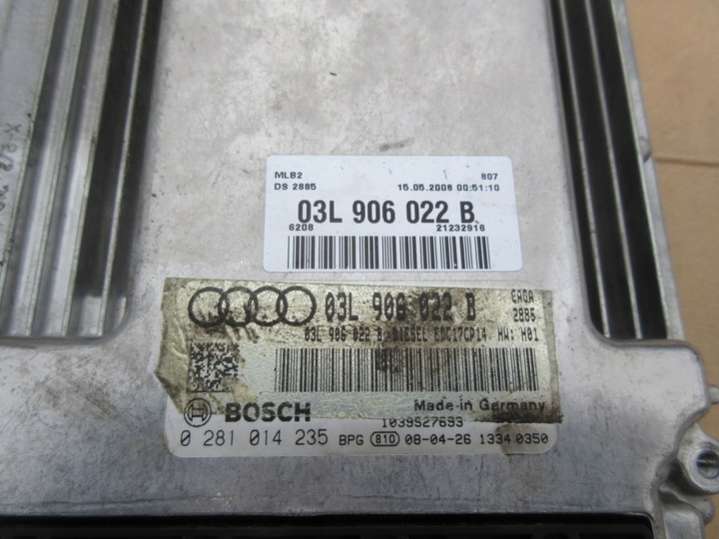 MLB2 807
DS 2885 15.05.2008 00:51:10
03L 906 022 B
6208 21232916
03L 906 022 B EAGA
2885
03L 906 022 B DIESEL EDC17CP14 HW: H01
BOSCH Made in Germany
1039S27693
0 281 014 235 BPG 810 08-04-26 1334 0350